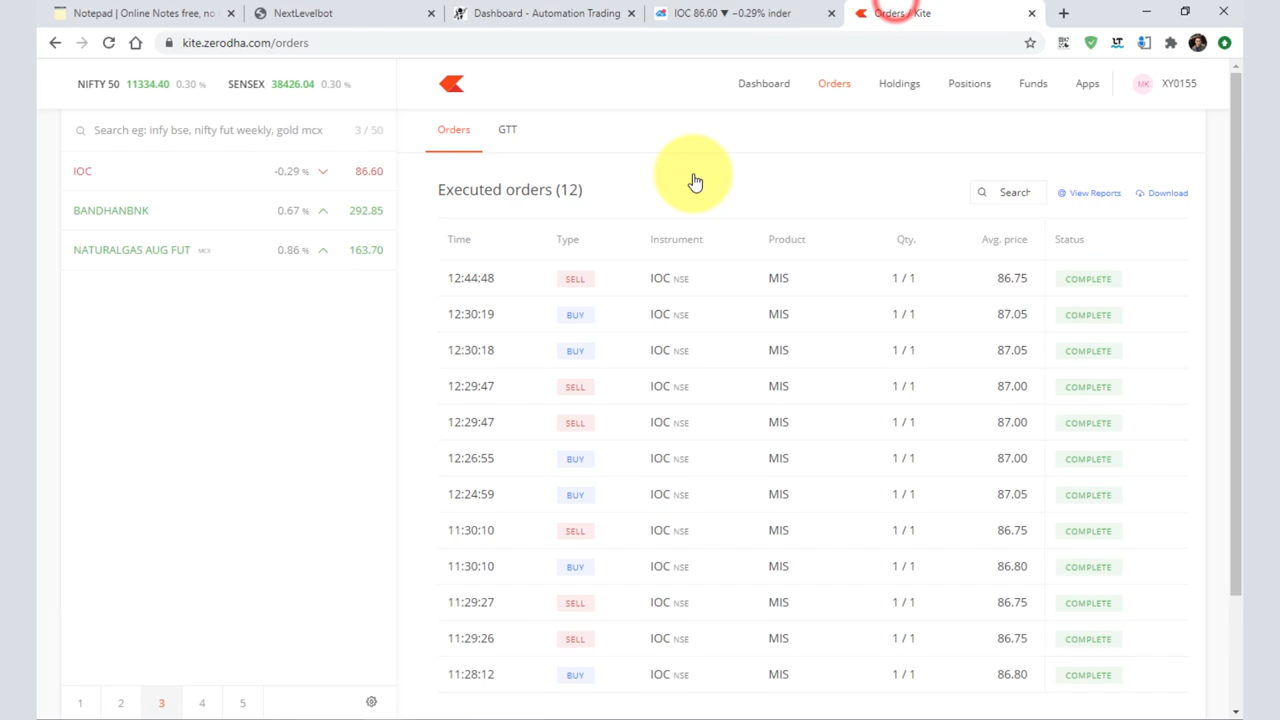 Notepad | Online Notes free, no
NextLevelbot
Dashboard - Automation Trading
IOC 86.60 ▼ −0.29% inder
Orders / Kite
kite.zerodha.com/orders
NIFTY 50 11334.40 0.30 % SENSEX 38426.04 0.30 %
Dashboard Orders Holdings Positions Funds Apps MK XY0155
Search eg: infy bse, nifty fut weekly, gold mcx 3 / 50
IOC -0.29 % 86.60
BANDHANBNK 0.67 % 292.85
NATURALGAS AUG FUT MCX 0.86 % 163.70
1 2 3 4 5
Orders GTT
Executed orders (12) Search View Reports Download
Time Type Instrument Product Qty. Avg. price Status
12:44:48 SELL IOC NSE MIS 1 / 1 86.75 COMPLETE
12:30:19 BUY IOC NSE MIS 1 / 1 87.05 COMPLETE
12:30:18 BUY IOC NSE MIS 1 / 1 87.05 COMPLETE
12:29:47 SELL IOC NSE MIS 1 / 1 87.00 COMPLETE
12:29:47 SELL IOC NSE MIS 1 / 1 87.00 COMPLETE
12:26:55 BUY IOC NSE MIS 1 / 1 87.00 COMPLETE
12:24:59 BUY IOC NSE MIS 1 / 1 87.05 COMPLETE
11:30:10 SELL IOC NSE MIS 1 / 1 86.75 COMPLETE
11:30:10 BUY IOC NSE MIS 1 / 1 86.80 COMPLETE
11:29:27 SELL IOC NSE MIS 1 / 1 86.75 COMPLETE
11:29:26 SELL IOC NSE MIS 1 / 1 86.75 COMPLETE
11:28:12 BUY IOC NSE MIS 1 / 1 86.80 COMPLETE